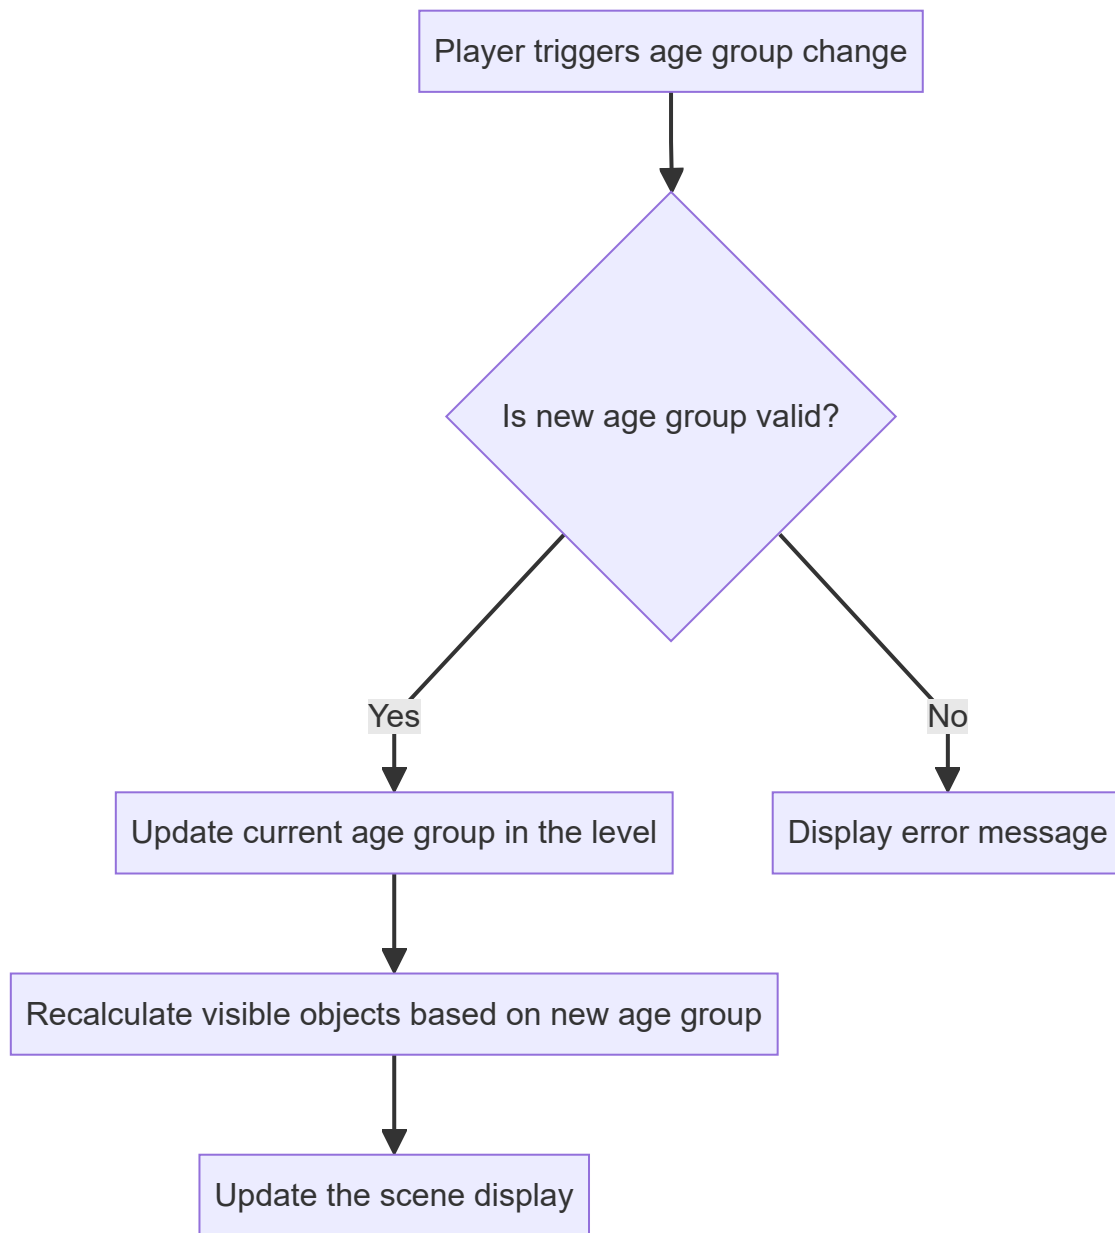 Player triggers age group change
Is new age group valid?
Yes
No
Update current age group in the level
Display error message
Recalculate visible objects based on new age group
Update the scene display